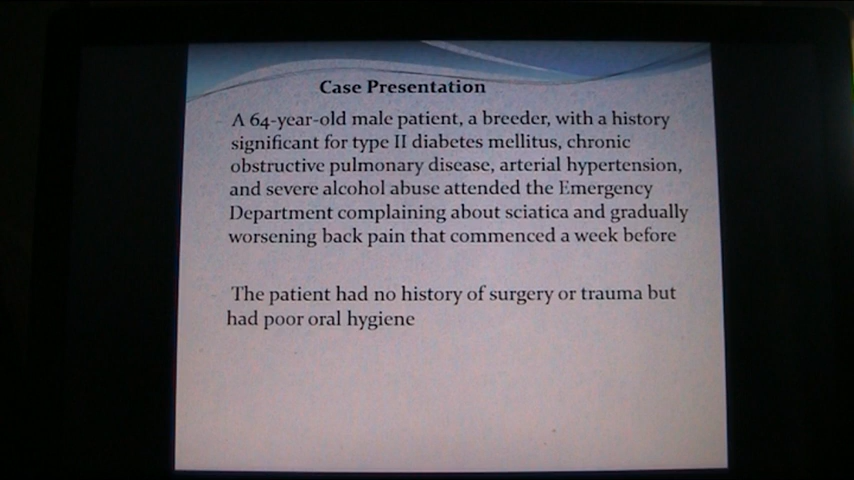 Case Presentation
A 64-year-old male patient, a breeder, with a history
significant for type II diabetes mellitus, chronic
obstructive pulmonary disease, arterial hypertension,
and severe alcohol abuse attended the Emergency
Department complaining about sciatica and gradually
worsening back pain that commenced a week before
The patient had no history of surgery or trauma but
had poor oral hygiene